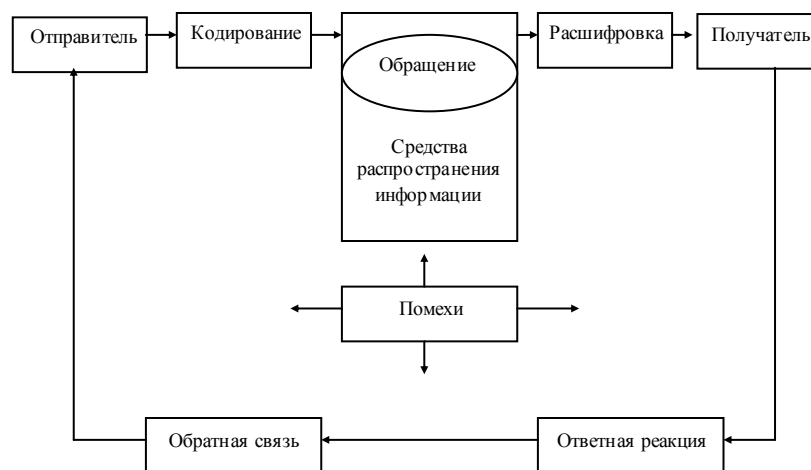 Отправитель
Кодирование
Обращение
Средства
распространения
информации
Расшифровка
Получатель
Помехи
Обратная связь
Ответная реакция